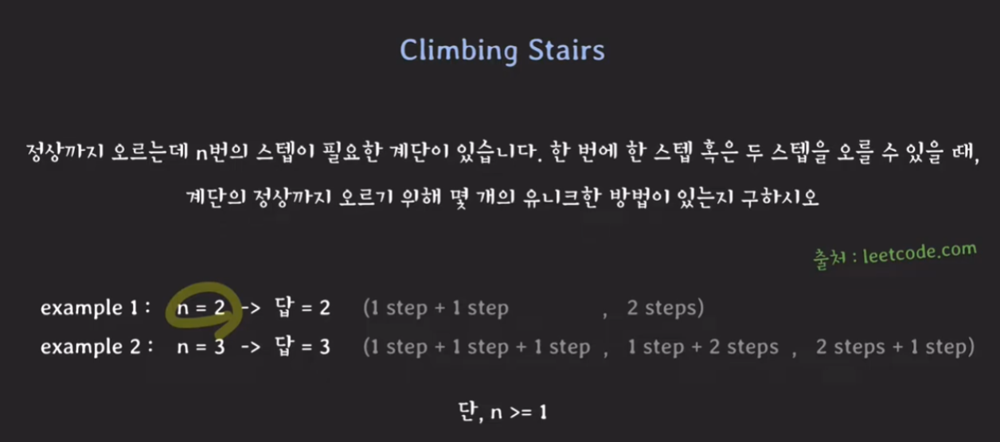 Climbing Stairs
정상까지 오르는데 n번의 스텝이 필요한 계단이 있습니다. 한 번에 한 스텝 혹은 두 스텝을 오를 수 있을 때,
계단의 정상까지 오르기 위해 몇 개의 유니크한 방법이 있는지 구하시오
출처 : leetcode.com
example 1 : n = 2 -> 답 = 2 (1 step + 1 step , 2 steps)
example 2 : n = 3 -> 답 = 3 (1 step + 1 step + 1 step , 1 step + 2 steps , 2 steps + 1 step)
단, n >= 1